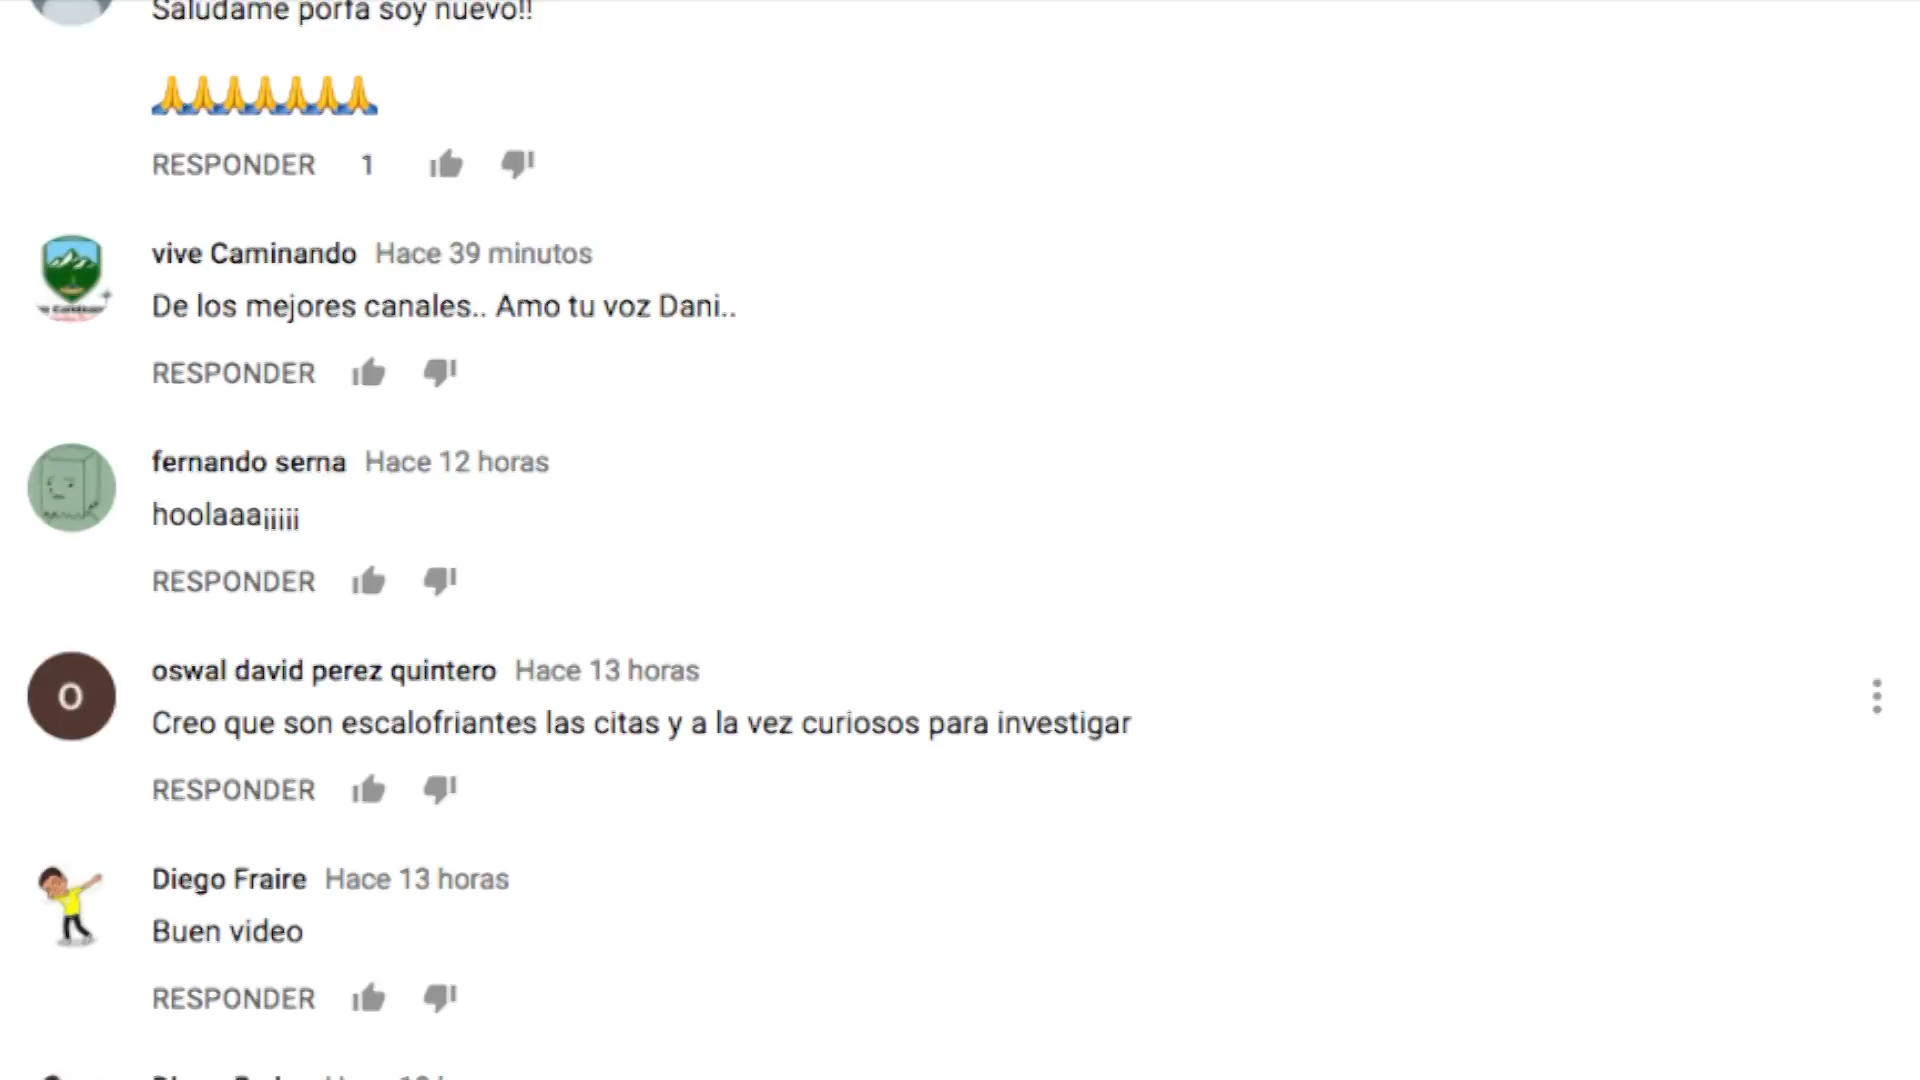 Saludame porfa soy nuevo!!
🙏🙏🙏🙏🙏🙏🙏
RESPONDER 1
vive Caminando Hace 39 minutos
De los mejores canales.. Amo tu voz Dani..
RESPONDER
fernando serna Hace 12 horas
hoolaaa¡¡¡¡¡
RESPONDER
oswal david perez quintero Hace 13 horas
O
Creo que son escalofriantes las citas y a la vez curiosos para investigar
RESPONDER
Diego Fraire Hace 13 horas
Buen video
RESPONDER